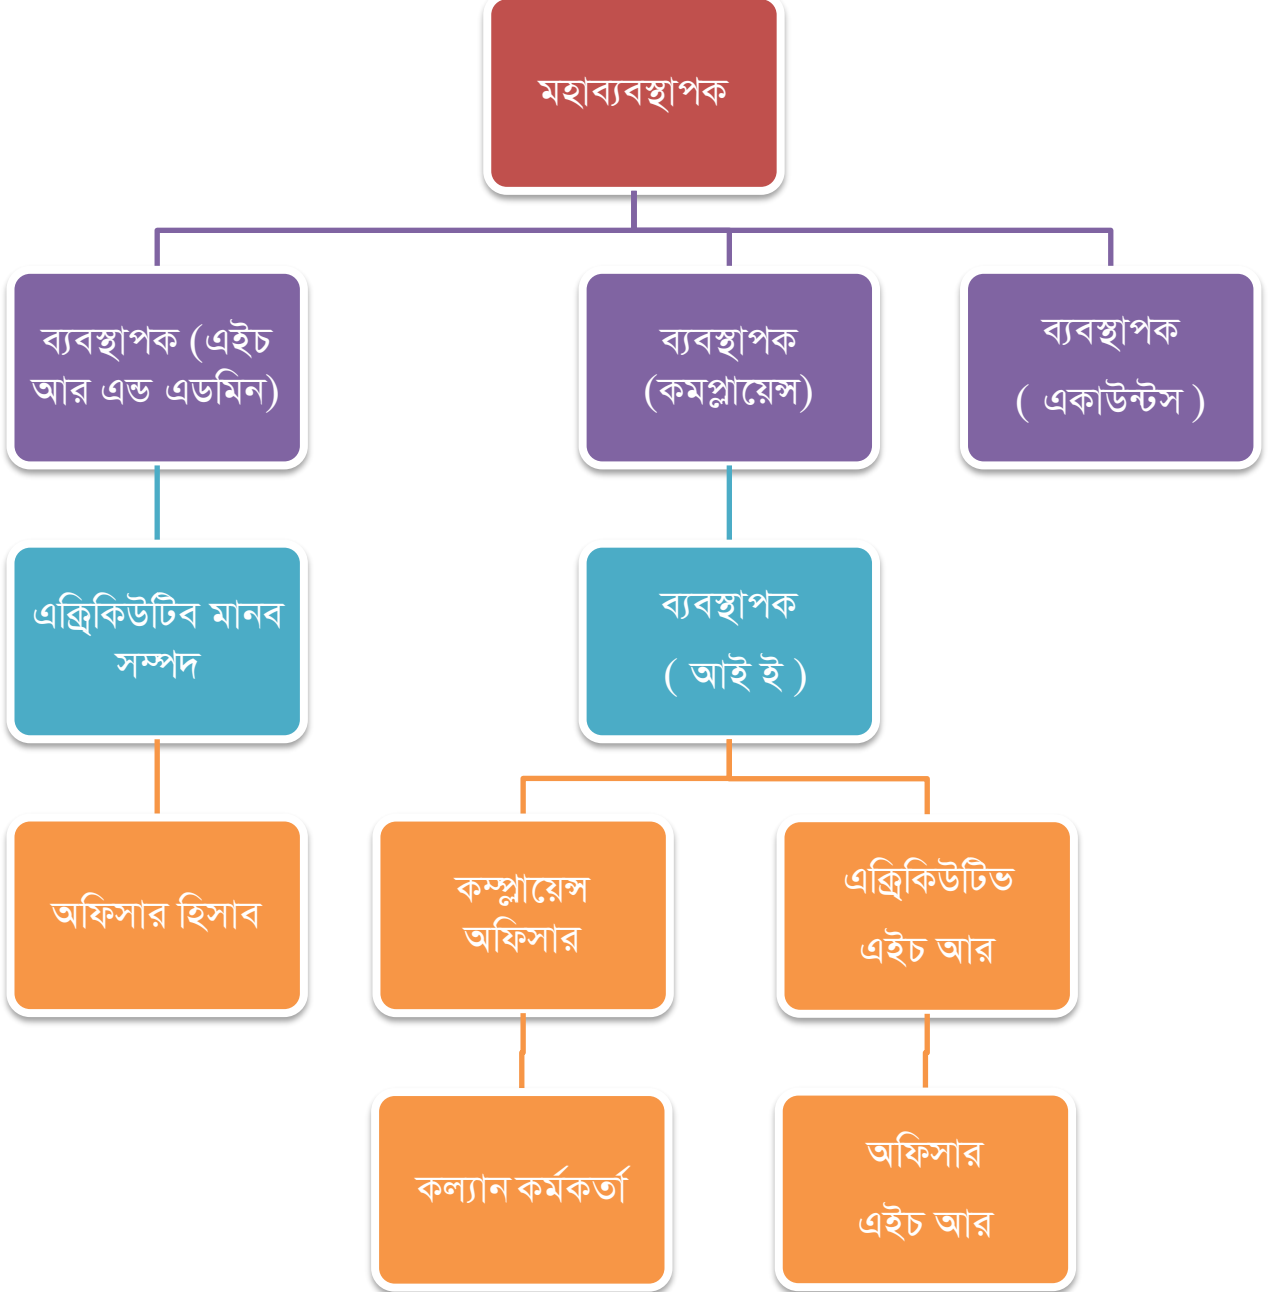 মহাব্যবস্থাপক
ব্যবস্থাপক (এইচ
আর এন্ড এডমিন)
ব্যবস্থাপক
(কমপ্লায়েন্স)
ব্যবস্থাপক
( একাউন্টস )
এক্সিকিউটিব মানব
সম্পদ
ব্যবস্থাপক
( আই ই )
অফিসার হিসাব
কম্প্লায়েন্স
অফিসার
এক্সিকিউটিভ
এইচ আর
কল্যান কর্মকর্তা
অফিসার
এইচ আর